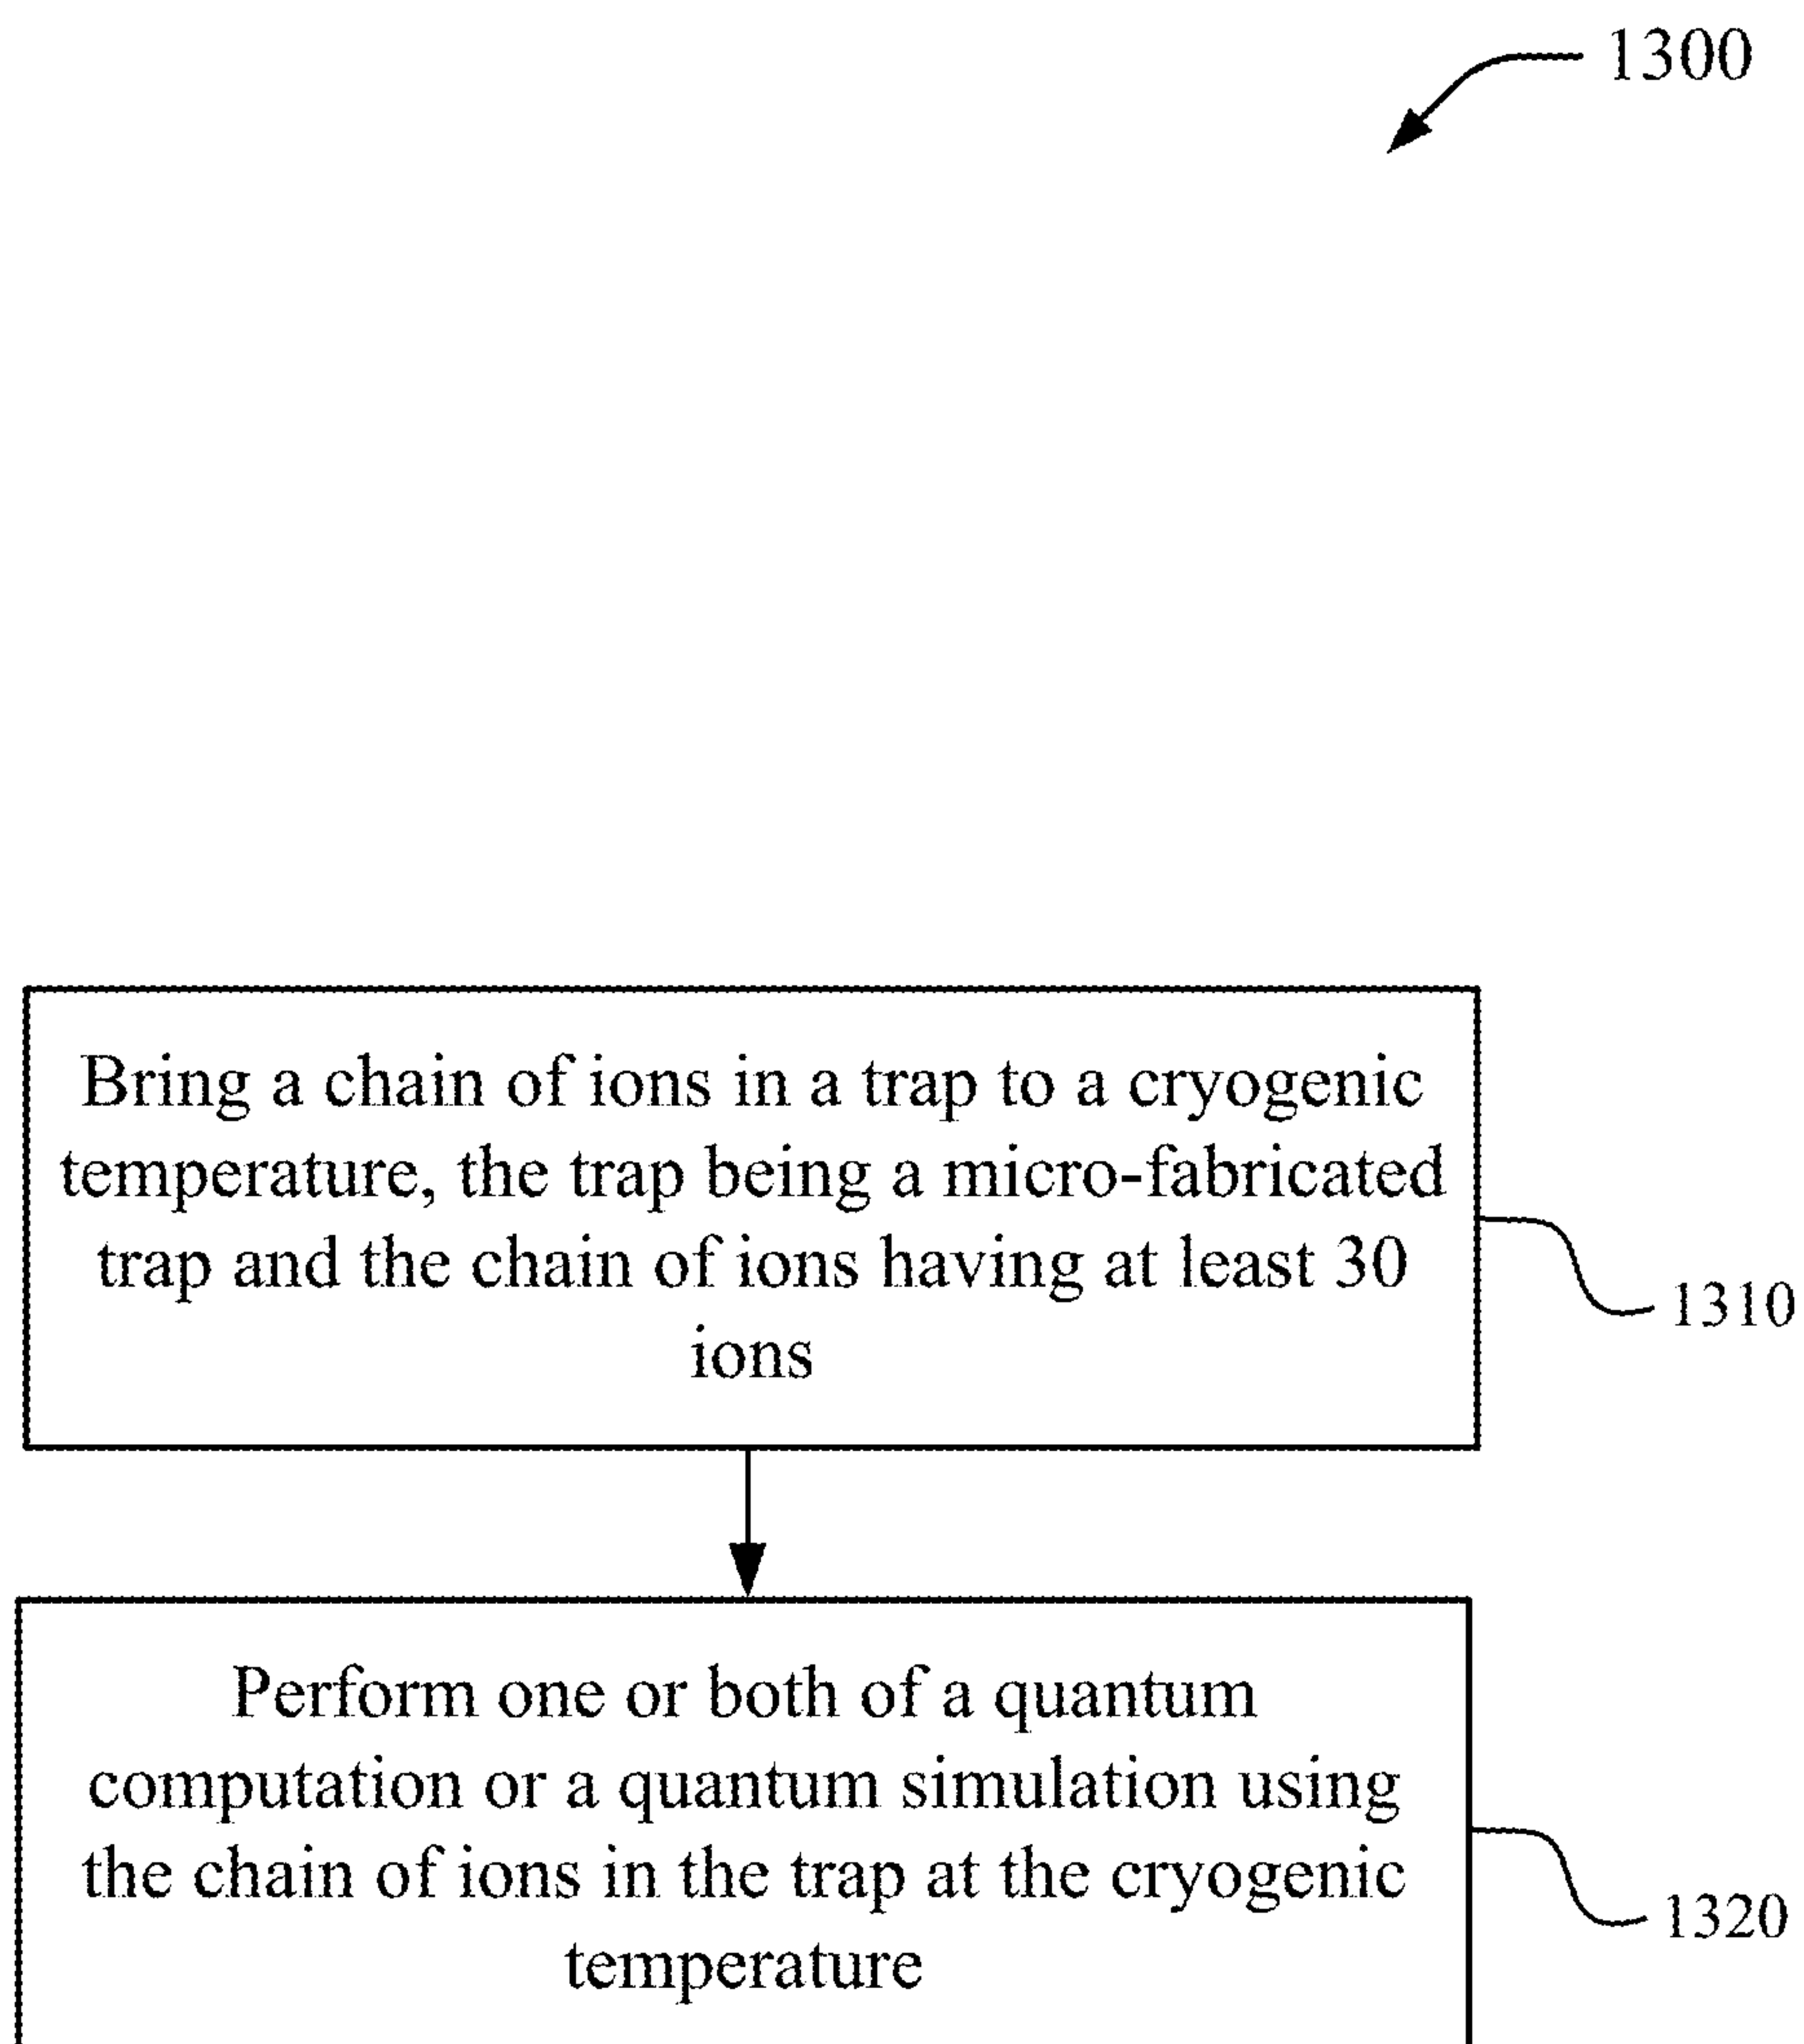 1300
Bring a chain of ions in a trap to a cryogenic
temperature, the trap being a micro-fabricated
trap and the chain of ions having at least 30
ions
1310
Perform one or both of a quantum
computation or a quantum simulation using
the chain of ions in the trap at the cryogenic
temperature
1320